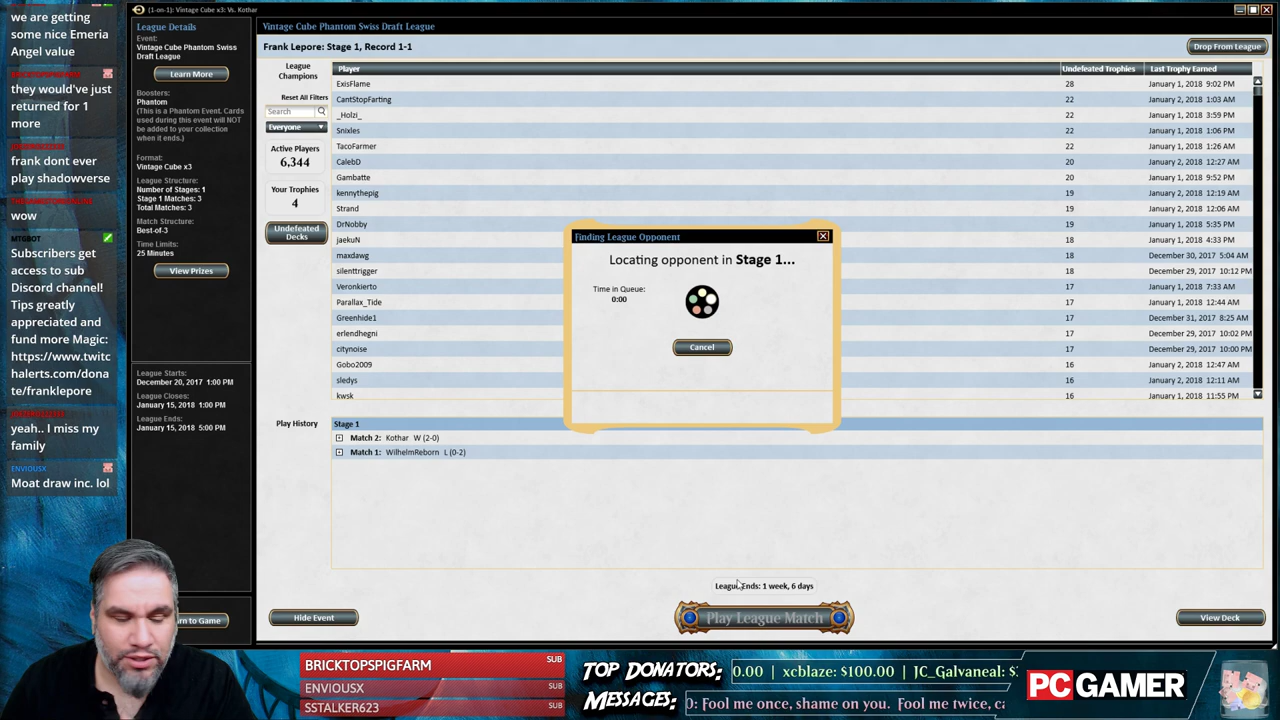 we are getting
some nice Emeria
Angel value
BRICKTOPSPIGFARM
they would've just
returned for 1
more
frank dont ever
play shadowverse
wow
MTGBOT
Subscribers get
access to sub
Discord channel!
Tips greatly
appreciated and
fund more Magic:
https://www.twitc
halerts.com/dona
te/franklepore
yeah.. I miss my
family
ENVIOUSX
Moat draw inc. lol
(1-on-1): Vintage Cube x3: Vs. Kothar
League Details
Event:
Vintage Cube Phantom Swiss
Draft League
Learn More
Boosters:
Phantom
(This is a Phantom Event. Cards
used during this event will NOT
be added to your collection
when it ends.)
Format:
Vintage Cube x3
League Structure:
Number of Stages: 1
Stage 1 Matches: 3
Total Matches: 3
Match Structure:
Best-of-3
Time Limits:
25 Minutes
View Prizes
League Starts:
December 20, 2017 1:00 PM
League Closes:
January 15, 2018 1:00 PM
League Ends:
January 15, 2018 5:00 PM
rn to Game
Vintage Cube Phantom Swiss Draft League
Frank Lepore: Stage 1, Record 1-1
Drop From League
League
Champions
Reset All Filters
Search
Everyone
Active Players
6,344
Your Trophies
4
Undefeated
Decks
Player Undefeated Trophies Last Trophy Earned
ExisFlame 28 January 1, 2018 9:02 PM
CantStopFarting 22 January 2, 2018 1:03 AM
_Holzi_ 22 January 1, 2018 3:59 PM
Snixles 22 January 1, 2018 1:06 PM
TacoFarmer 22 January 1, 2018 1:26 AM
CalebD 20 January 2, 2018 12:27 AM
Gambatte 20 January 1, 2018 9:52 PM
kennythepig 19 January 2, 2018 12:19 AM
Strand 19 January 2, 2018 12:06 AM
DrNobby 19 January 1, 2018 5:35 PM
jaekuN 18 January 1, 2018 4:33 PM
maxdawg 18 December 30, 2017 5:04 AM
silenttrigger 18 December 29, 2017 10:12 PM
Veronkierto 17 January 1, 2018 7:33 AM
Parallax_Tide 17 January 1, 2018 12:44 AM
Greenhide1 17 December 31, 2017 8:25 AM
erlendhegni 17 December 29, 2017 10:02 PM
citynoise 17 December 29, 2017 10:00 PM
Gobo2009 16 January 2, 2018 12:47 AM
sledys 16 January 2, 2018 12:11 AM
kwsk 16 January 1, 2018 11:55 PM
Finding League Opponent
Locating opponent in Stage 1...
Time in Queue:
0:00
Cancel
Play History
Stage 1
Match 2: Kothar W (2-0)
Match 1: WilhelmReborn L (0-2)
League Ends: 1 week, 6 days
Hide Event
Play League Match
View Deck
BRICKTOPSPIGFARM SUB
ENVIOUSX SUB
SSTALKER623 SUB
TOP DONATORS: 0.00 | xcblaze: $100.00 | JC_Galvaneal: $
MESSAGES: 0: Fool me once, shame on you. Fool me twice, ca
PC GAMER